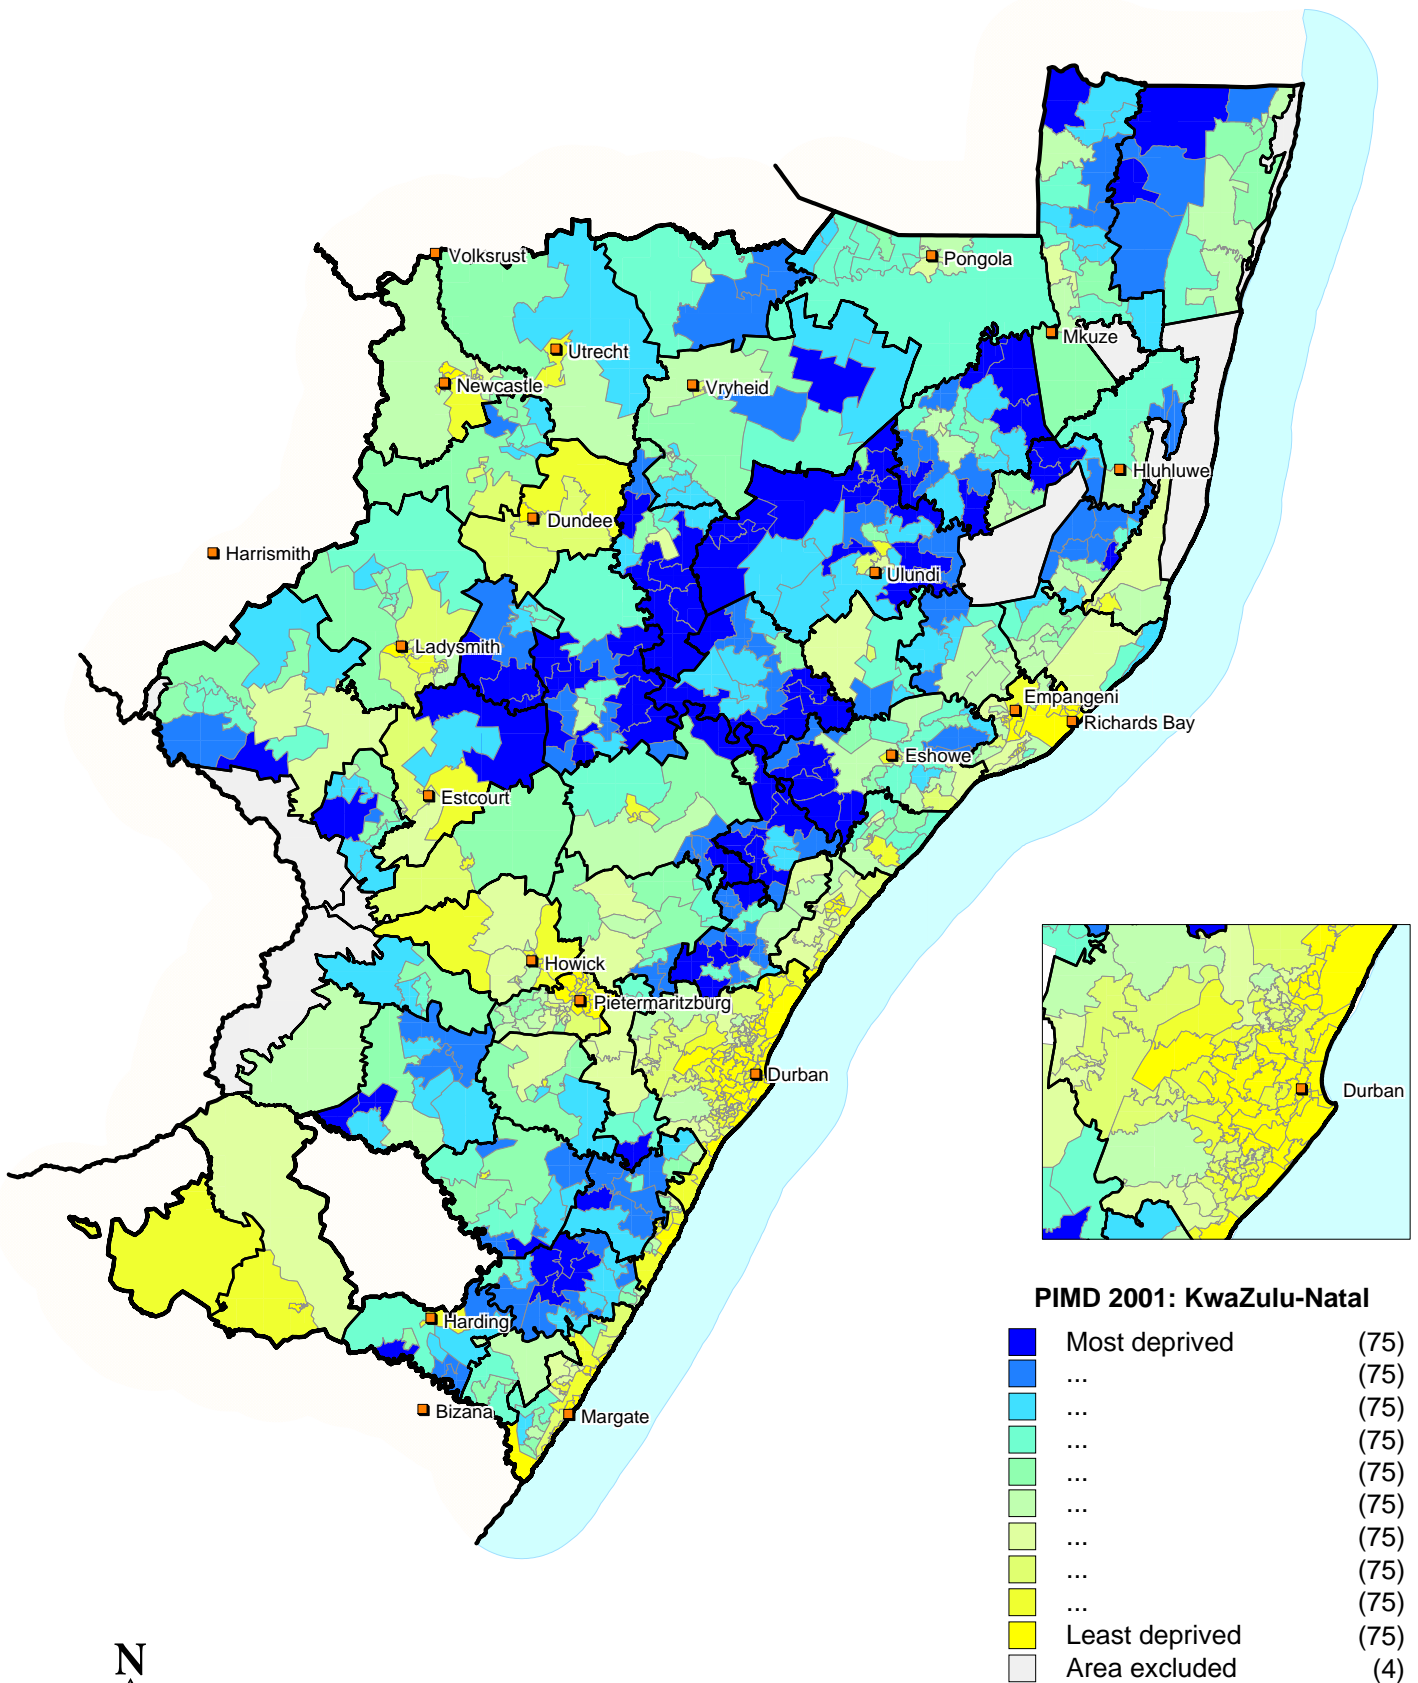 Volksrust
Pongola
Mkuze
Utrecht
Newcastle
Vryheid
Hluhluwe
Dundee
Harrismith
Ulundi
Ladysmith
Empangeni
Richards Bay
Eshowe
Estcourt
Howick
Pietermaritzburg
Durban
Durban
Harding
Bizana
Margate
PIMD 2001: KwaZulu-Natal
Most deprived (75)
... (75)
... (75)
... (75)
... (75)
... (75)
... (75)
... (75)
... (75)
Least deprived (75)
Area excluded (4)
N